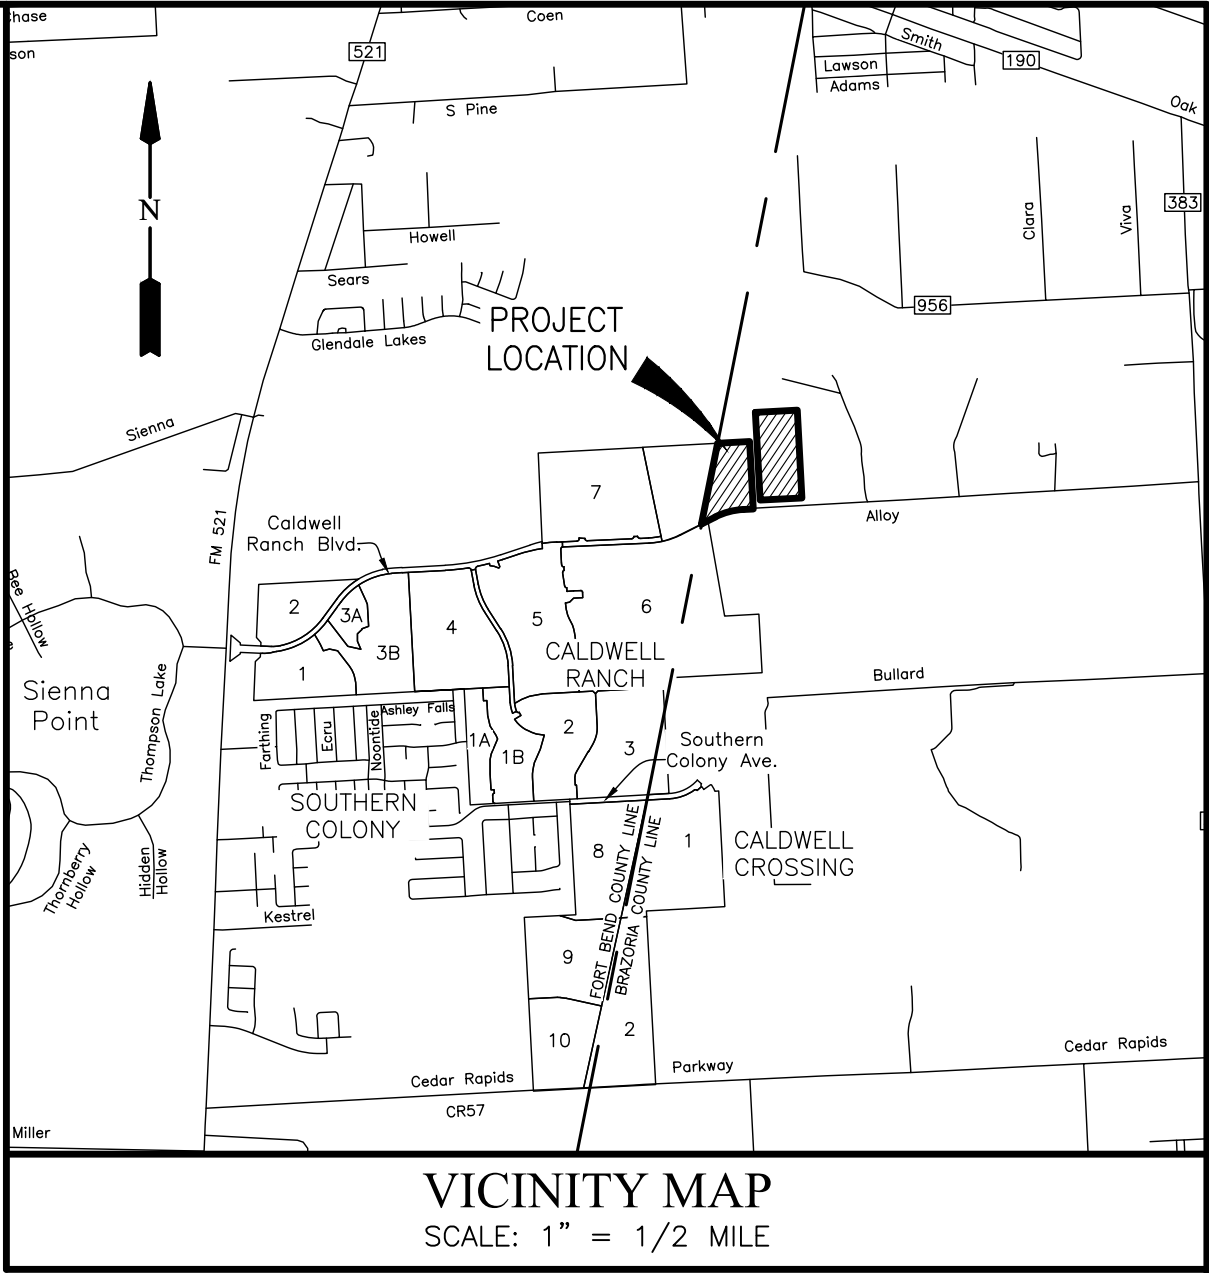 Chase
son
Coen
521
S Pine
Smith
Lawson
Adams
190
Oak
N
Howell
Sears
Glendale Lakes
Clara
Viva
383
956
PROJECT
LOCATION
Sienna
FM 521
7
Alloy
Caldwell
Ranch Blvd.
Bee Hollow
e
2
3A
3B
4
5
6
1
CALDWELL
RANCH
Sienna
Point
Thompson Lake
Bullard
Farthing
Ecru
Noontide
Ashley Falls
1A
1B
2
3
Southern
Colony Ave.
SOUTHERN
COLONY
8
1
CALDWELL
CROSSING
FORT BEND COUNTY LINE
BRAZORIA COUNTY LINE
Thornberry
Hollow
Hidden
Hollow
Kestrel
9
10
2
Cedar Rapids
Parkway
Cedar Rapids
CR57
Miller
VICINITY MAP
SCALE: 1" = 1/2 MILE